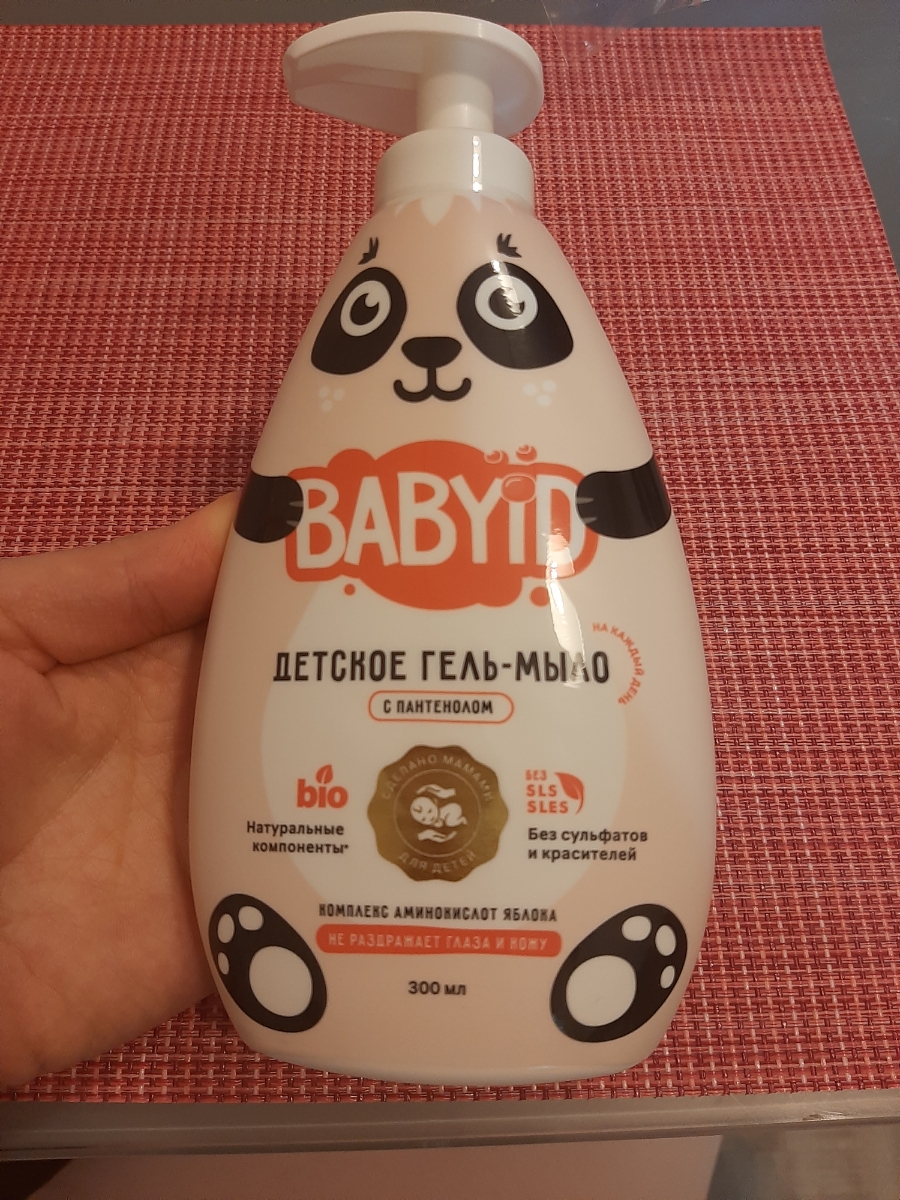 BABYiD
ДЕТСКОЕ ГЕЛЬ-МЫЛО
НА КАЖДЫЙ ДЕНЬ
С ПАНТЕНОЛОМ
bio
Натуральные
компоненты*
СДЕЛАНО МАМАМИ
ДЛЯ ДЕТЕЙ
БЕЗ
SLS
SLES
Без сульфатов
и красителей
КОМПЛЕКС АМИНОКИСЛОТ ЯБЛОКА
НЕ РАЗДРАЖАЕТ ГЛАЗА И КОЖУ
300 мл